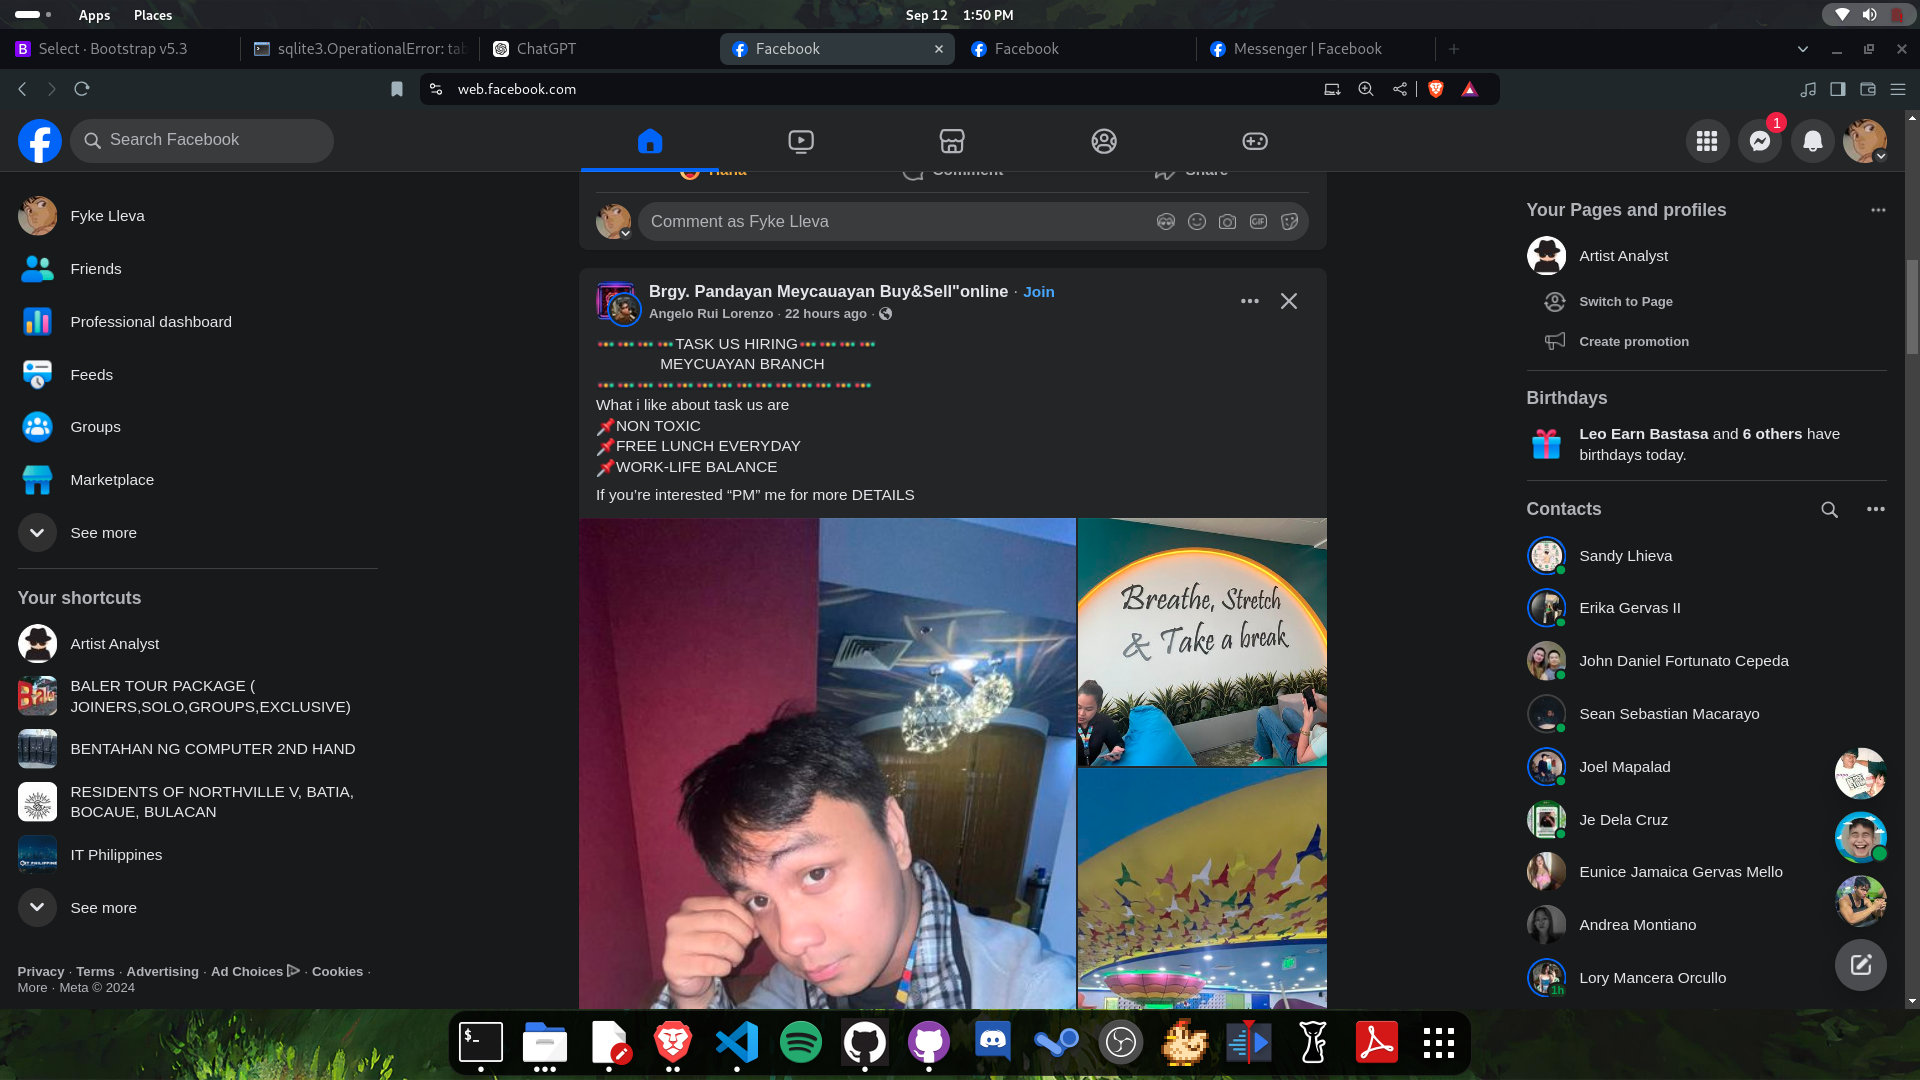 Apps
Places
Sep 12 1:50 PM
Select · Bootstrap v5.3
sqlite3.OperationalError: tab
ChatGPT
Facebook
Facebook
Messenger | Facebook
web.facebook.com
Search Facebook
1
Fyke Lleva
Friends
Professional dashboard
Feeds
Groups
Marketplace
See more
Your shortcuts
Artist Analyst
BALER TOUR PACKAGE (
JOINERS,SOLO,GROUPS,EXCLUSIVE)
BENTAHAN NG COMPUTER 2ND HAND
RESIDENTS OF NORTHVILLE V, BATIA,
BOCAUE, BULACAN
IT Philippines
See more
Privacy · Terms · Advertising · Ad Choices · Cookies ·
More · Meta © 2024
Haha
Comment
Share
Comment as Fyke Lleva
GIF
Brgy. Pandayan Meycauayan Buy&Sell"online · Join
Angelo Rui Lorenzo · 22 hours ago ·
TASK US HIRING
MEYCUAYAN BRANCH
What i like about task us are
NON TOXIC
FREE LUNCH EVERYDAY
WORK-LIFE BALANCE
If you’re interested “PM” me for more DETAILS
Breathe, Stretch
& Take a break
Your Pages and profiles
Artist Analyst
Switch to Page
Create promotion
Birthdays
Leo Earn Bastasa and 6 others have
birthdays today.
Contacts
Sandy Lhieva
Erika Gervas II
John Daniel Fortunato Cepeda
Sean Sebastian Macarayo
Joel Mapalad
Je Dela Cruz
Eunice Jamaica Gervas Mello
Andrea Montiano
Lory Mancera Orcullo
1h